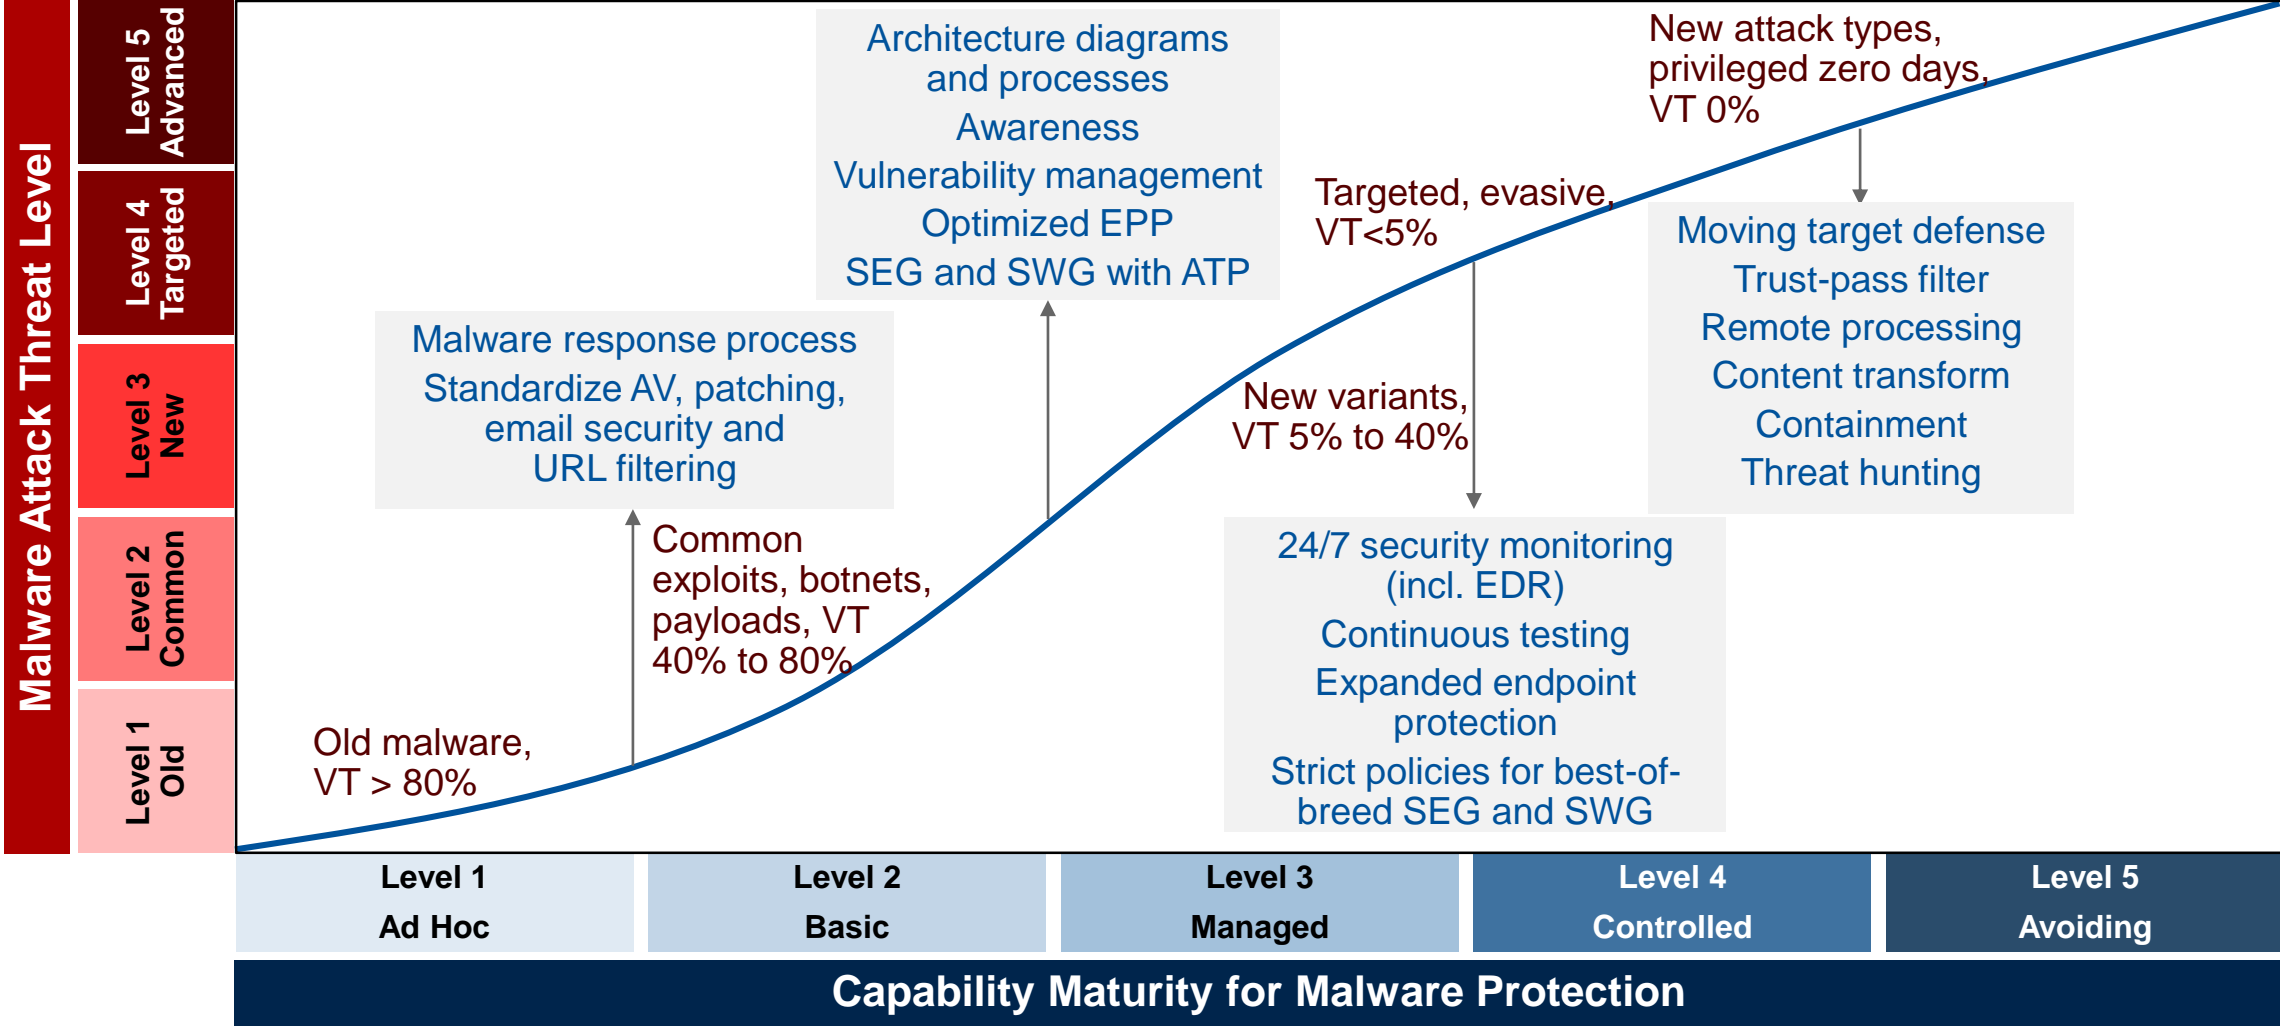 Malware Attack Threat Level
Level 5
Advanced
Level 4
Targeted
Level 3
New
Level 2
Common
Level 1
Old
Old malware,
VT > 80%
Malware response process
Standardize AV, patching,
email security and
URL filtering
Common
exploits, botnets,
payloads, VT
40% to 80%
Architecture diagrams
and processes
Awareness
Vulnerability management
Optimized EPP
SEG and SWG with ATP
New variants,
VT 5% to 40%
Targeted, evasive,
VT<5%
24/7 security monitoring
(incl. EDR)
Continuous testing
Expanded endpoint
protection
Strict policies for best-of-
breed SEG and SWG
New attack types,
privileged zero days,
VT 0%
Moving target defense
Trust-pass filter
Remote processing
Content transform
Containment
Threat hunting
Level 1
Ad Hoc
Level 2
Basic
Level 3
Managed
Level 4
Controlled
Level 5
Avoiding
Capability Maturity for Malware Protection